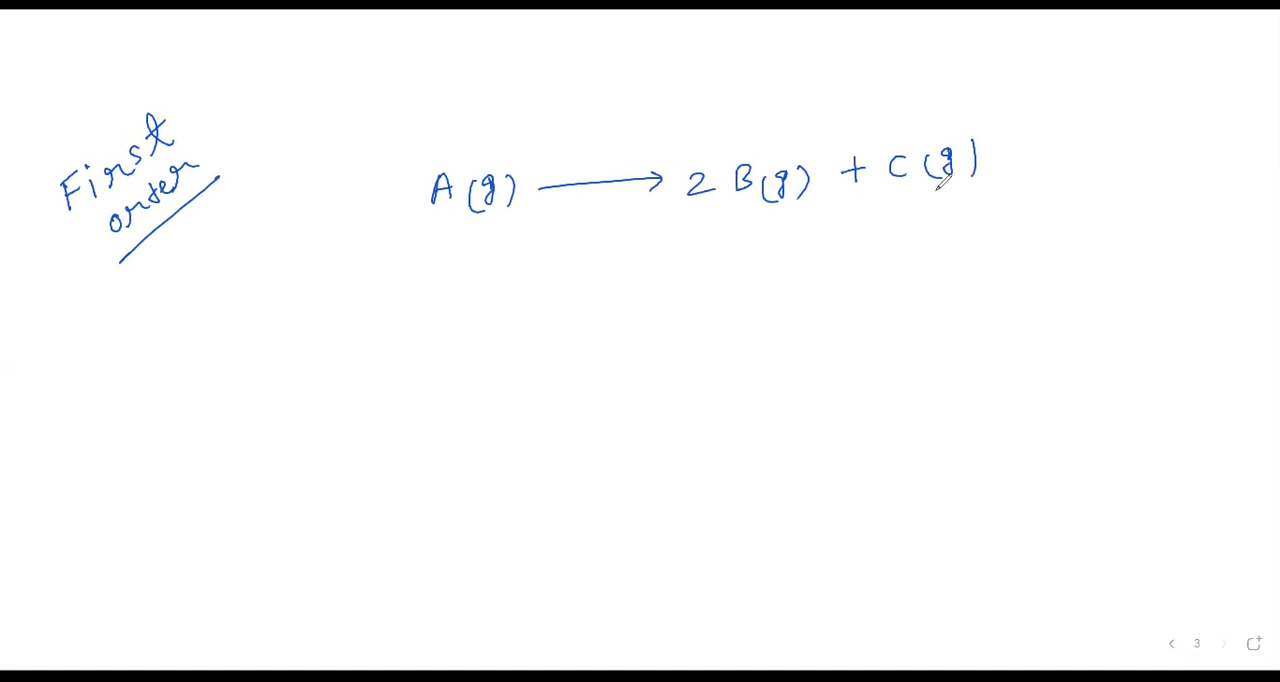 First
order
A(g) ⟶ 2 B(g) + C(g)
3